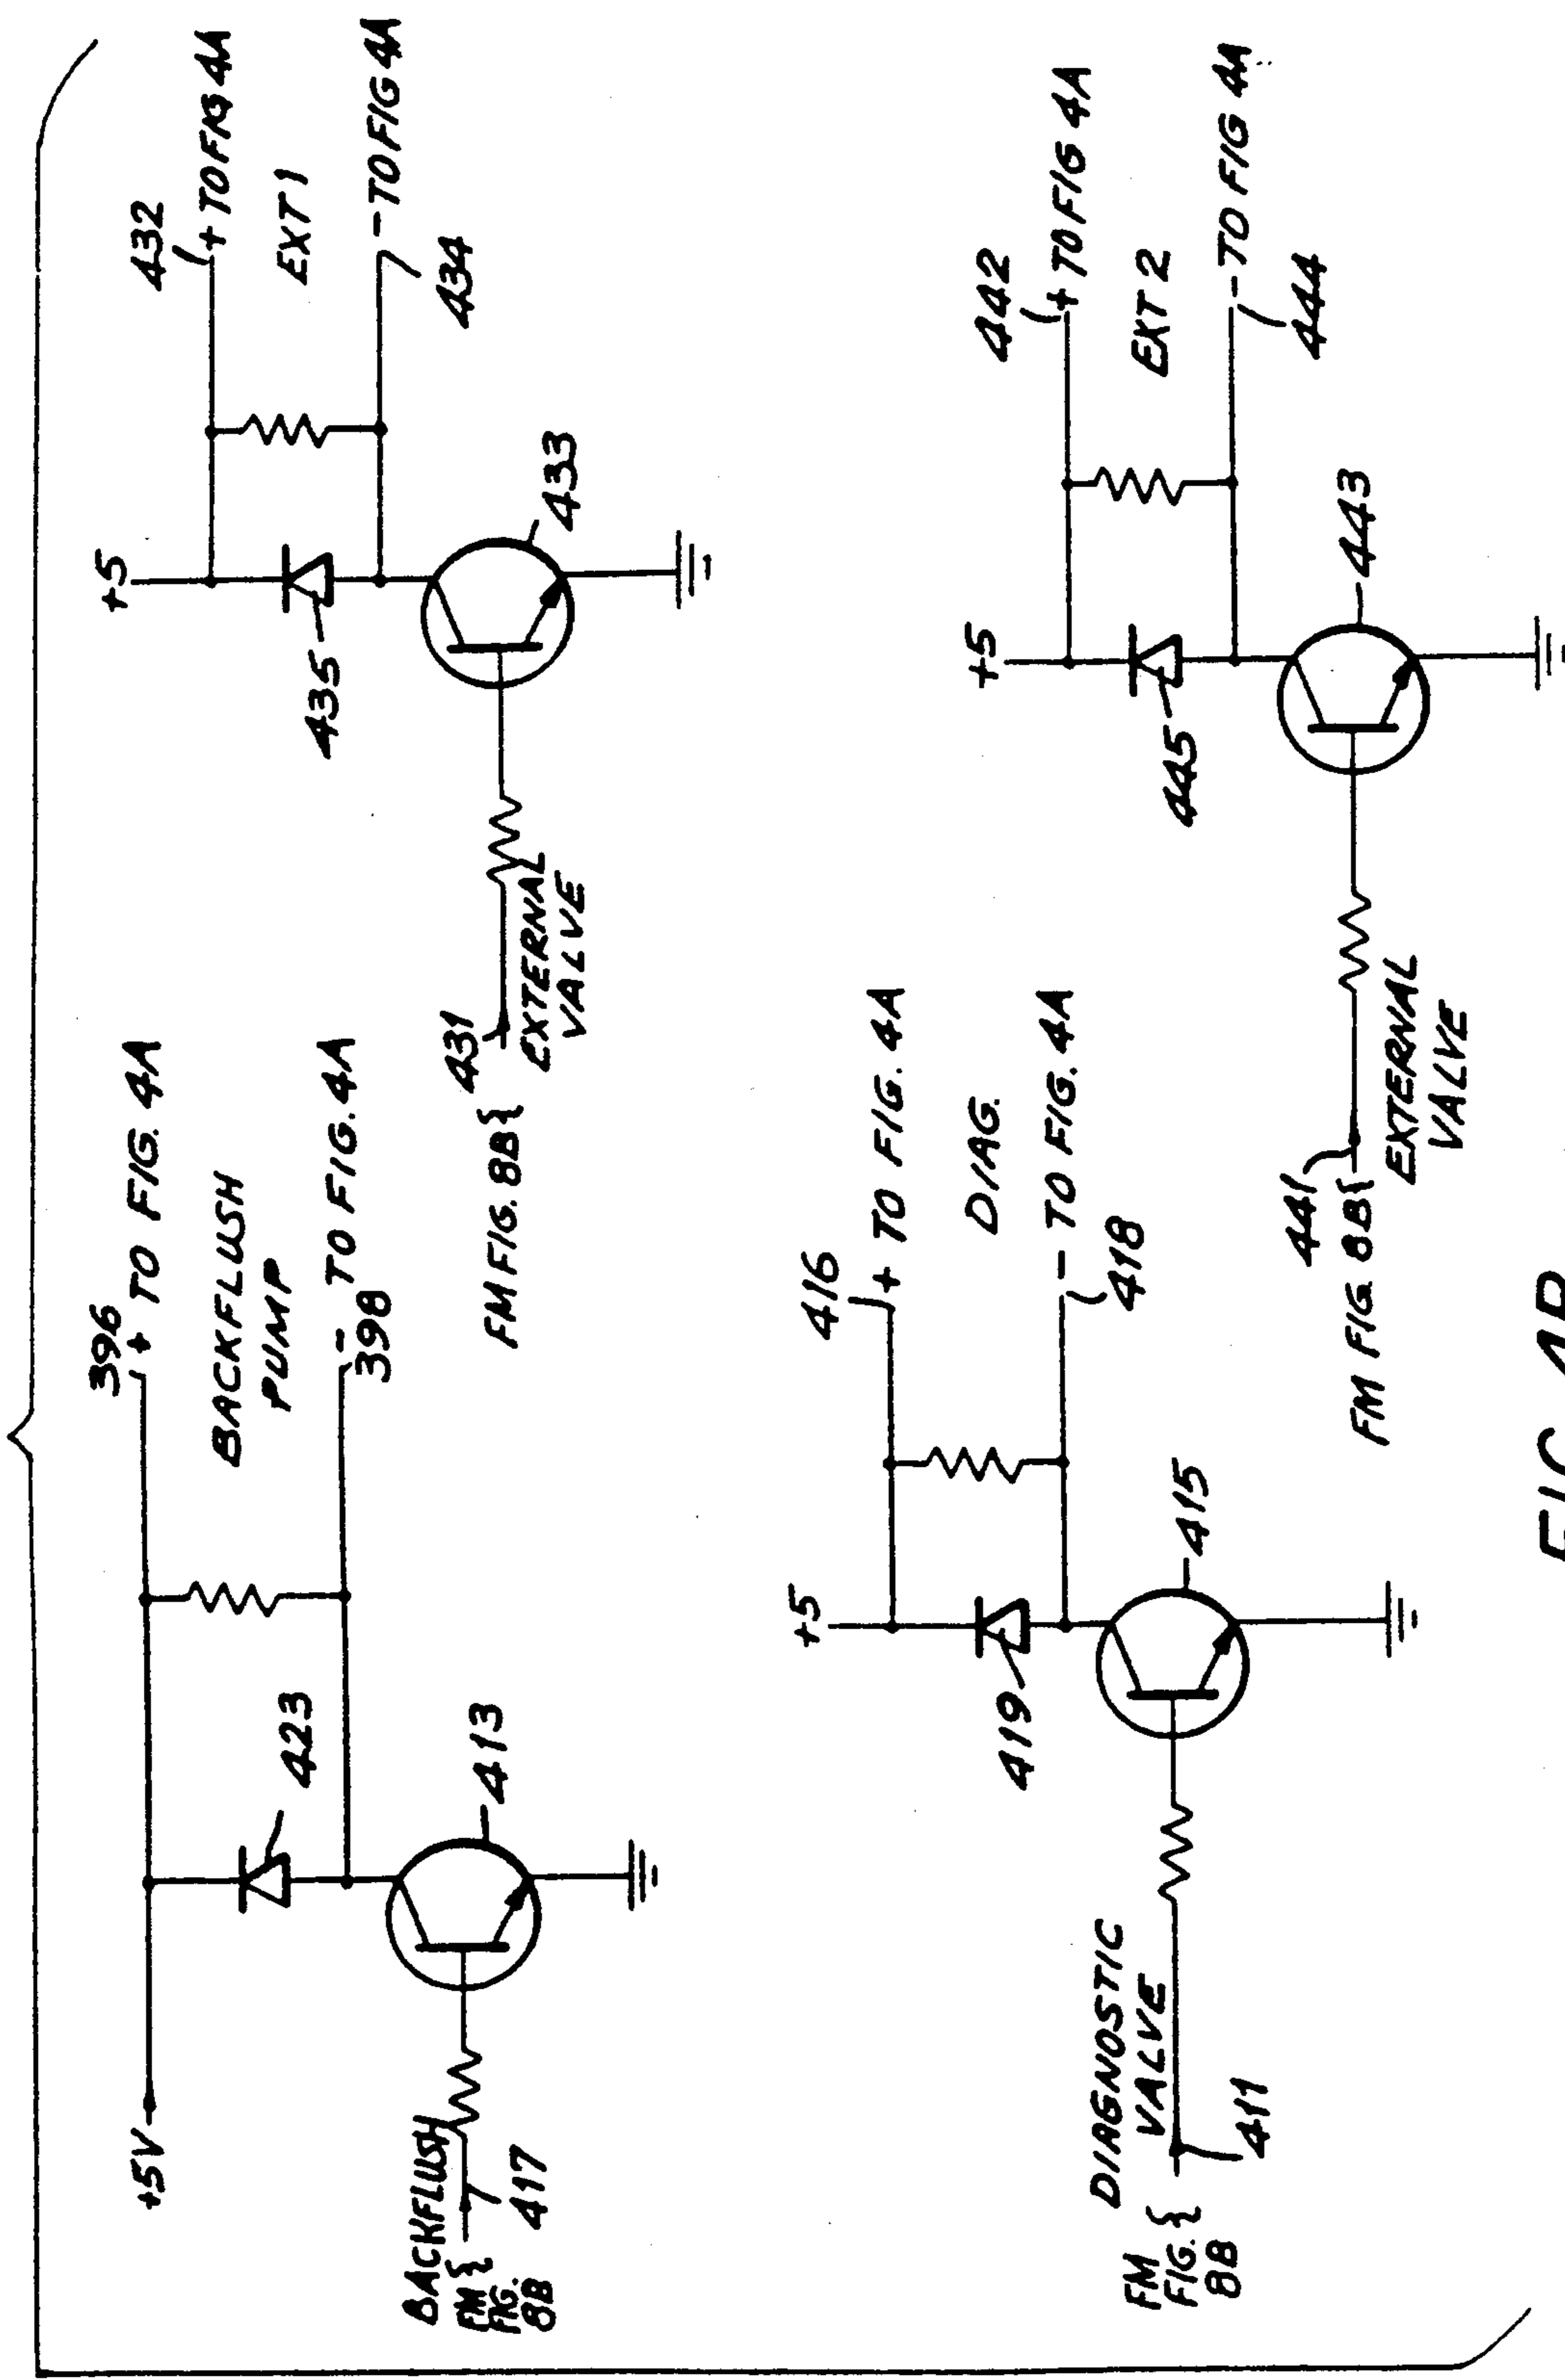 +5V
396
+ TO FIG. 4A
BACKFLUSH
PUMP
- TO FIG. 4A
398
423
413
BACKFLUSH
FM
FIG.
8B
417
+5
432
+ TO FIG 4A
EXT 1
- TO FIG 4A
434
435
433
FM FIG. 8B
431
EXTERNAL
VALVE
+5
416
+ TO FIG. 4A
DIAG.
- TO FIG. 4A
418
419
415
DIAGNOSTIC
VALVE
FM
FIG.
8B
411
+5
442
+ TO FIG 4A
EXT 2
- TO FIG 4A
444
445
443
441
FM FIG. 8B
EXTERNAL
VALVE